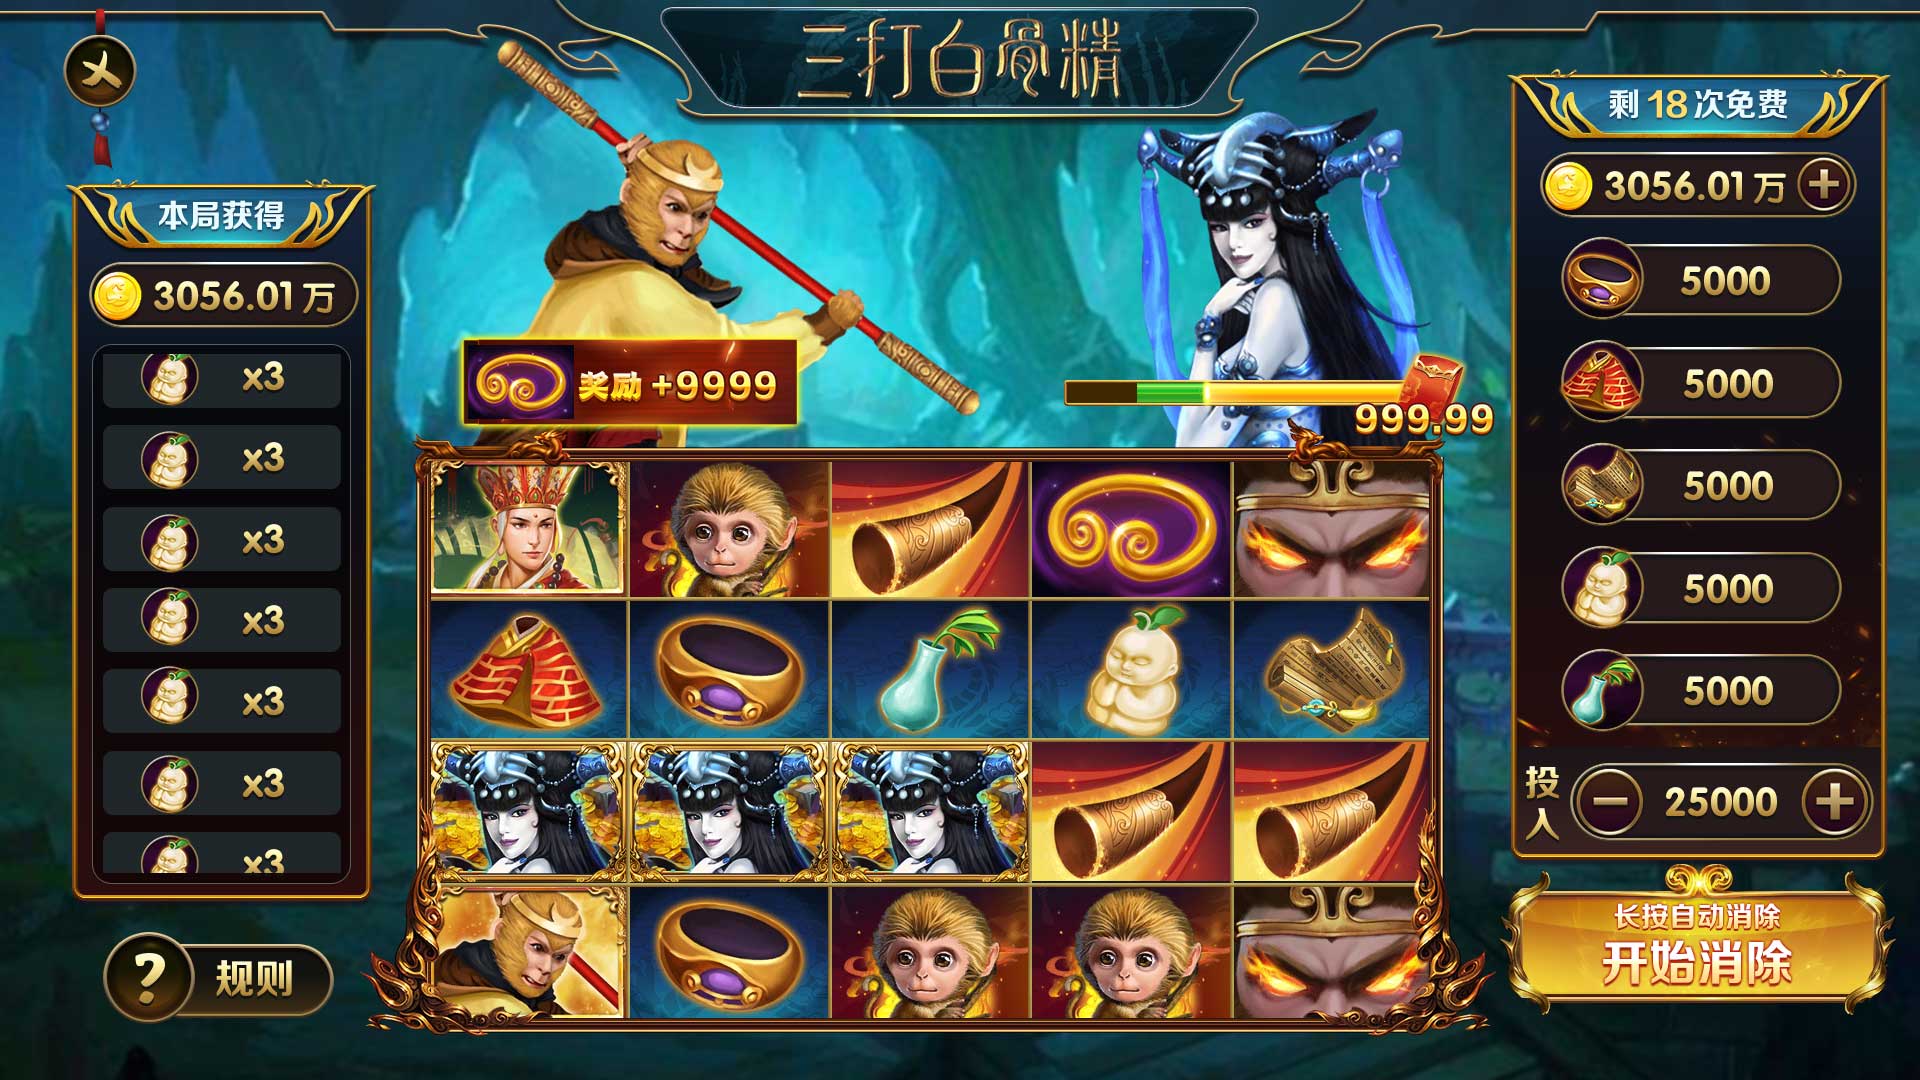 三打白骨精
本局获得
3056.01万
x3
x3
x3
x3
x3
x3
x3
? 规则
奖励 +9999
999.99
剩18次免费
3056.01万 +
5000
5000
5000
5000
5000
投入 − 25000 +
长按自动消除
开始消除